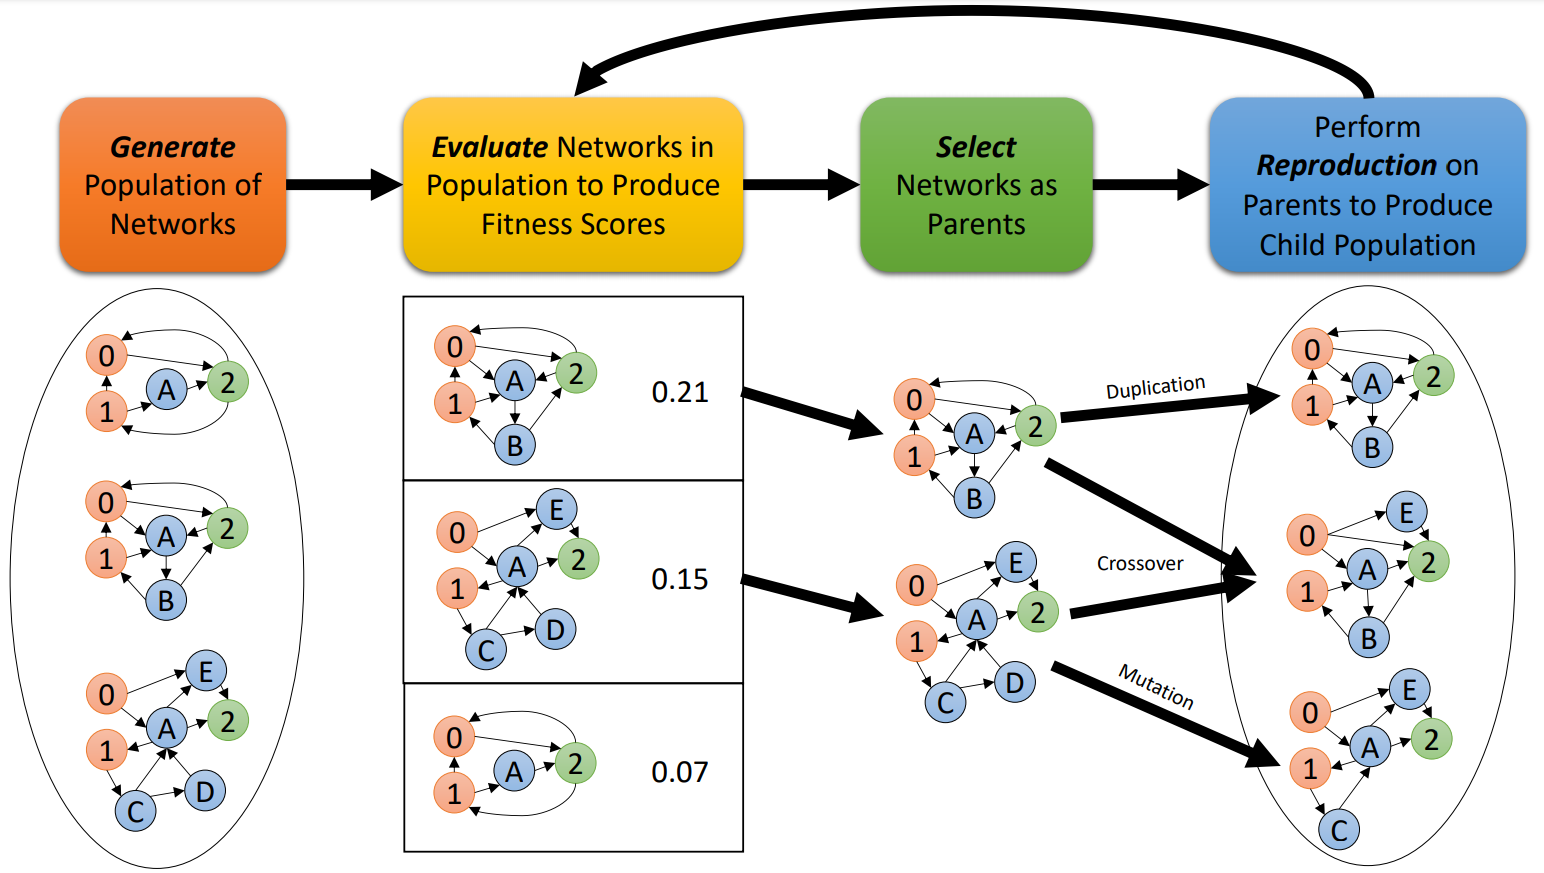 Generate
Population of
Networks
Evaluate Networks in
Population to Produce
Fitness Scores
Select
Networks as
Parents
Perform
Reproduction on
Parents to Produce
Child Population
0
A
2
1
0
A
2
1
B
E
0
A
2
1
D
C
0
A
2
1
B
0.21
E
0
A
2
1
D
C
0.15
0
A
2
1
0.07
0
A
2
1
B
E
0
A
2
1
D
C
Duplication
Crossover
Mutation
0
A
2
1
B
E
0
A
2
1
B
E
0
A
2
1
C